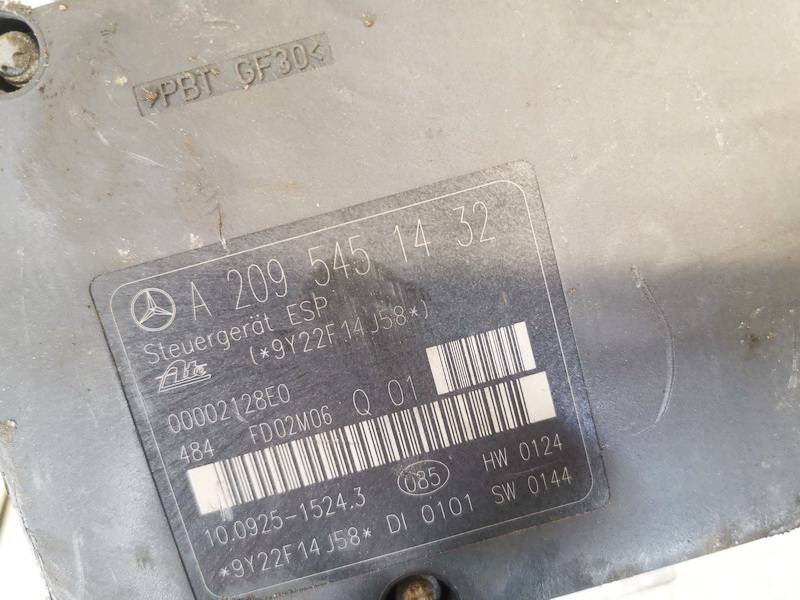 >PBT GF30<
A 209 545 14 32
Steuergerät ESP
Ate (*9Y22F14J58*)
00002128E0
484 FD02M06 Q 01
10.0925-1524.3 085 HW 0124
*9Y22F14J58* DI 0101 SW 0144